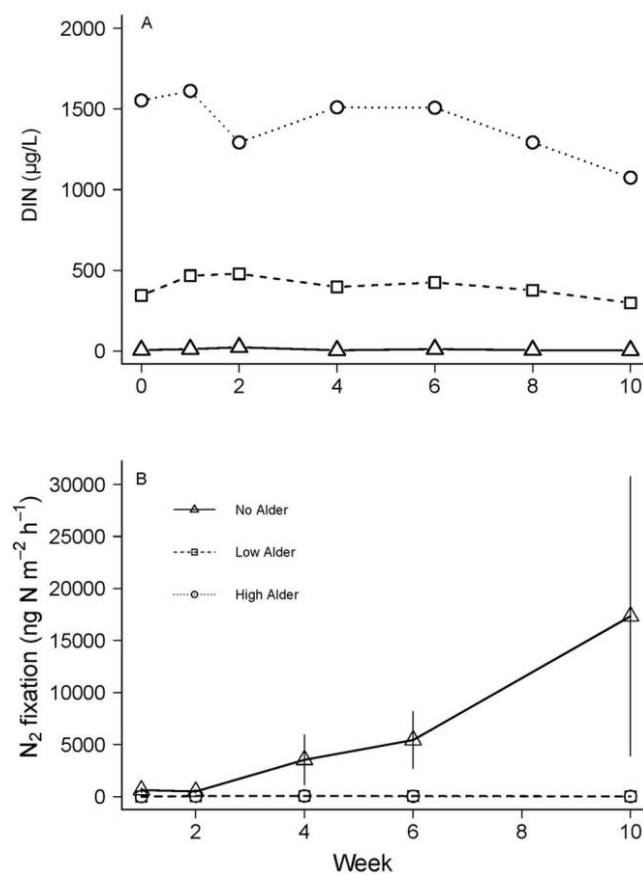 A
2000
1500
1000
500
0
DIN (µg/L)
0 2 4 6 8 10
B
30000
25000
20000
15000
10000
5000
0
N₂ fixation (ng N m⁻² h⁻¹)
No Alder
Low Alder
High Alder
2 4 6 8 10
Week